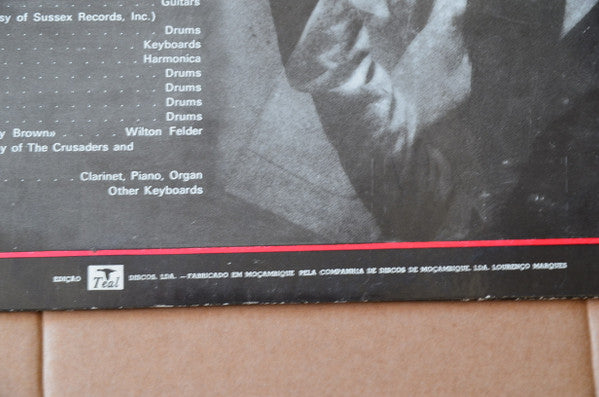 . . . . . . . . . . Guitars
sy of Sussex Records, Inc.)
. . . . . . . . . . . Drums
. . . . . . . . . Keyboards
. . . . . . . . . Harmonica
. . . . . . . . . . . Drums
. . . . . . . . . . . Drums
. . . . . . . . . . . Drums
. . . . . . . . . . . Drums
y Brown» . . . . . Wilton Felder
y of The Crusaders and
. . . . . Clarinet, Piano, Organ
Other Keyboards
EDIÇÃO Teal DISCOS. LDA. — FABRICADO EM MOÇAMBIQUE PELA COMPANHIA DE DISCOS DE MOÇAMBIQUE. LDA. LOURENÇO MARQUES